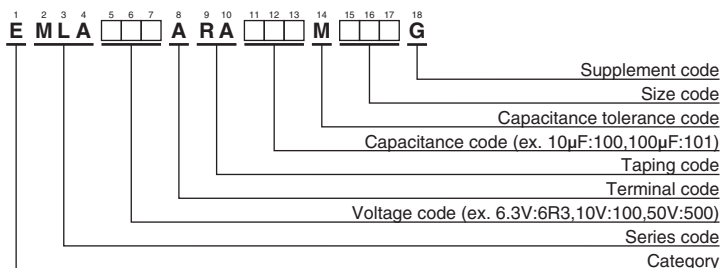 1 2 3 4 5 6 7 8 9 10 11 12 13 14 15 16 17 18
E M L A □□□ A R A □□□ M □□□ G
Supplement code
Size code
Capacitance tolerance code
Capacitance code (ex. 10μF:100,100μF:101)
Taping code
Terminal code
Voltage code (ex. 6.3V:6R3,10V:100,50V:500)
Series code
Category